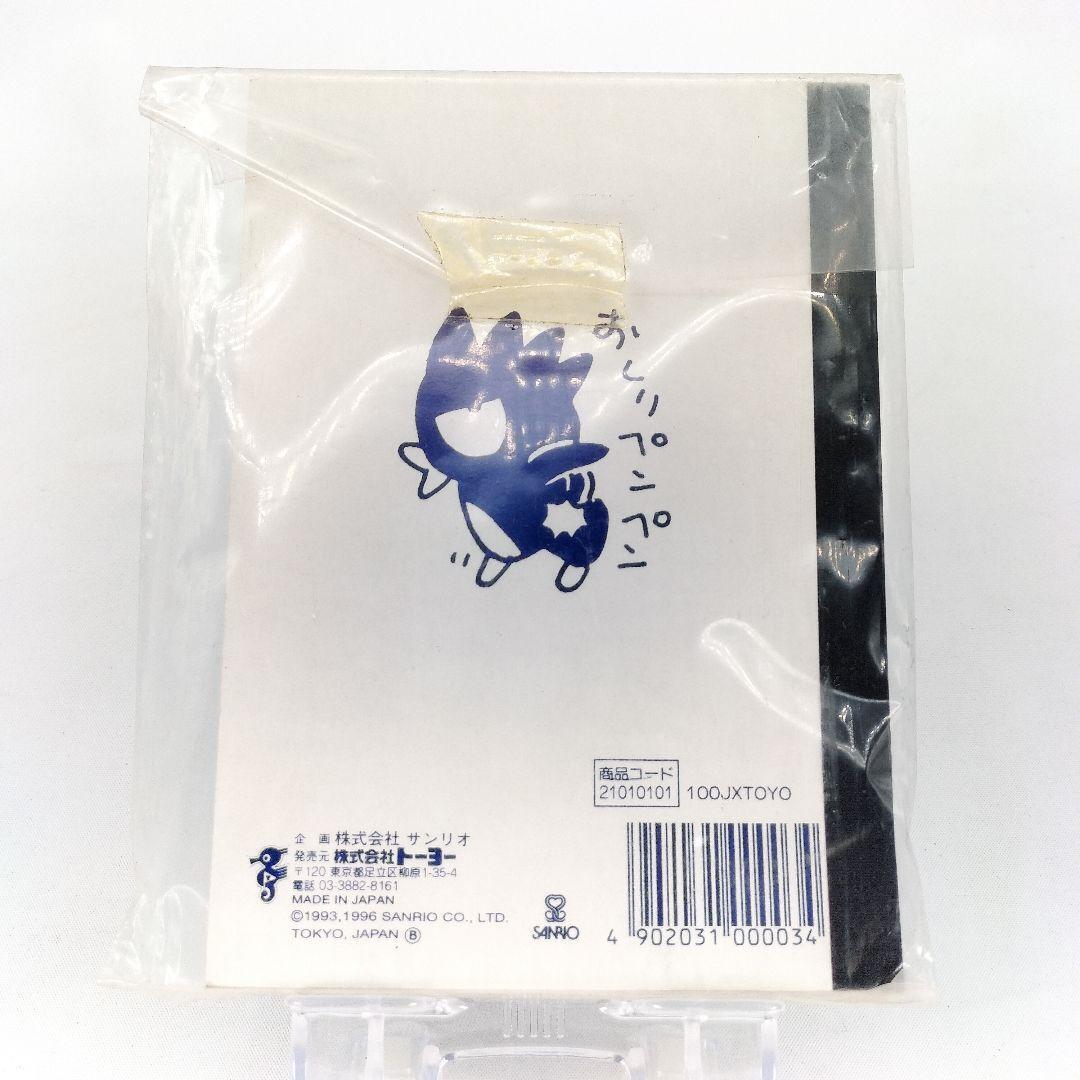 おしりプンプン
商品コード
21010101 100JXTOYO
企画 株式会社 サンリオ
発売元 株式会社トーヨー
〒120 東京都足立区柳原1-35-4
電話 03-3882-8161
MADE IN JAPAN
©1993,1996 SANRIO CO., LTD.
TOKYO, JAPAN Ⓑ
SANRIO
4 902031 000034